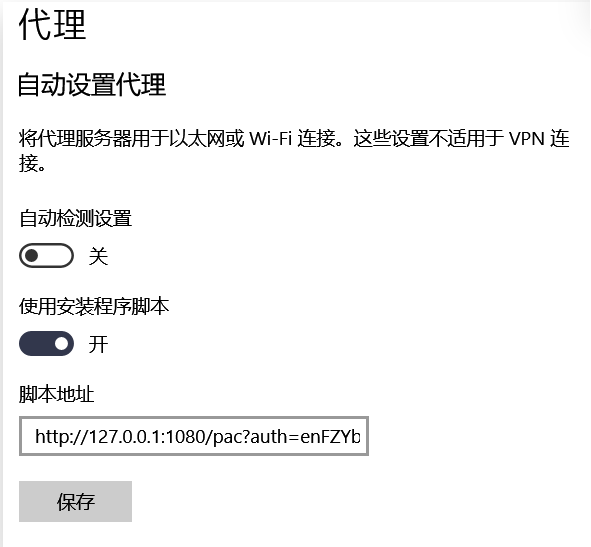 代理
自动设置代理
将代理服务器用于以太网或 Wi-Fi 连接。这些设置不适用于 VPN 连
接。
自动检测设置
关
使用安装程序脚本
开
脚本地址
http://127.0.0.1:1080/pac?auth=enFZYb
保存